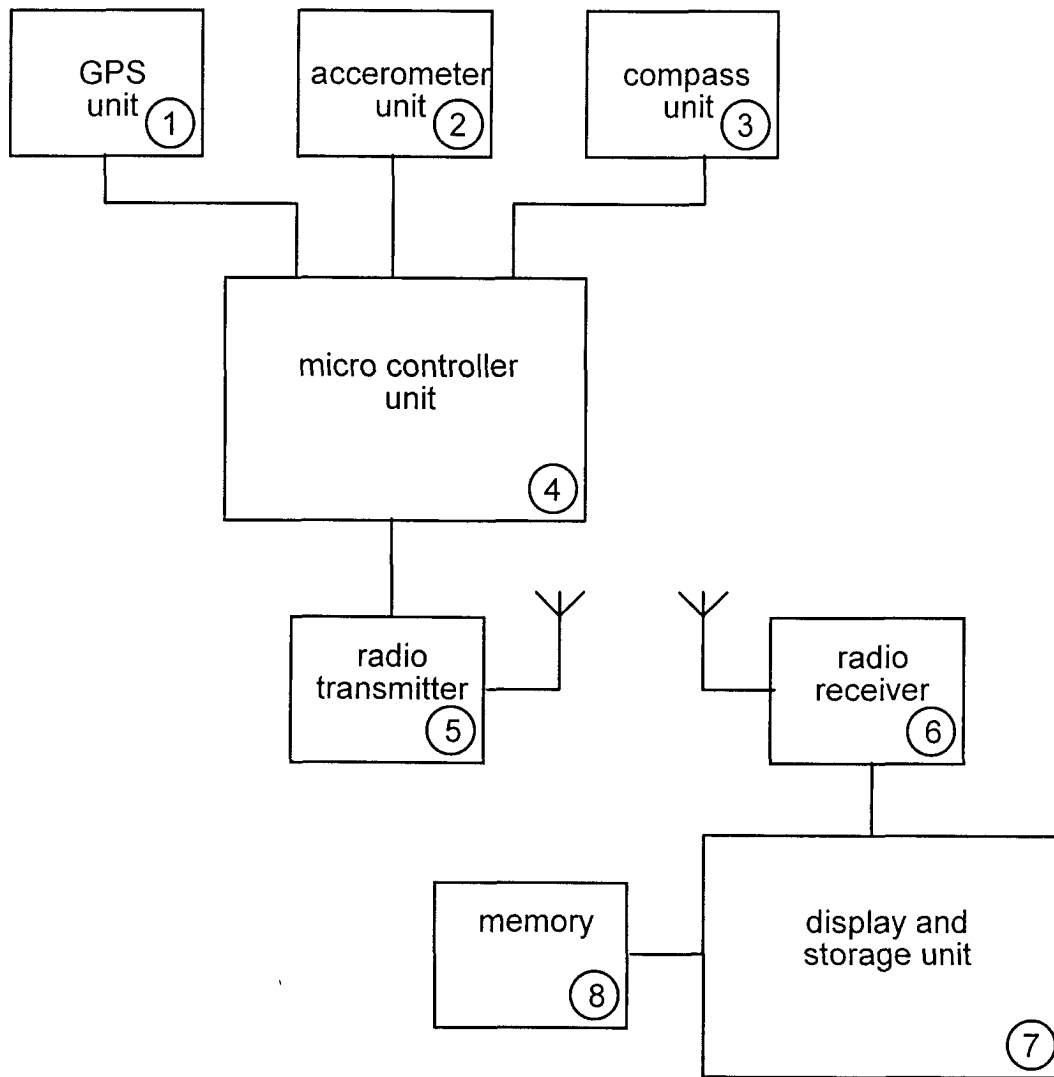 GPS
unit
1
accerometer
unit
2
compass
unit
3
micro controller
unit
4
radio
transmitter
5
radio
receiver
6
memory
8
display and
storage unit
7